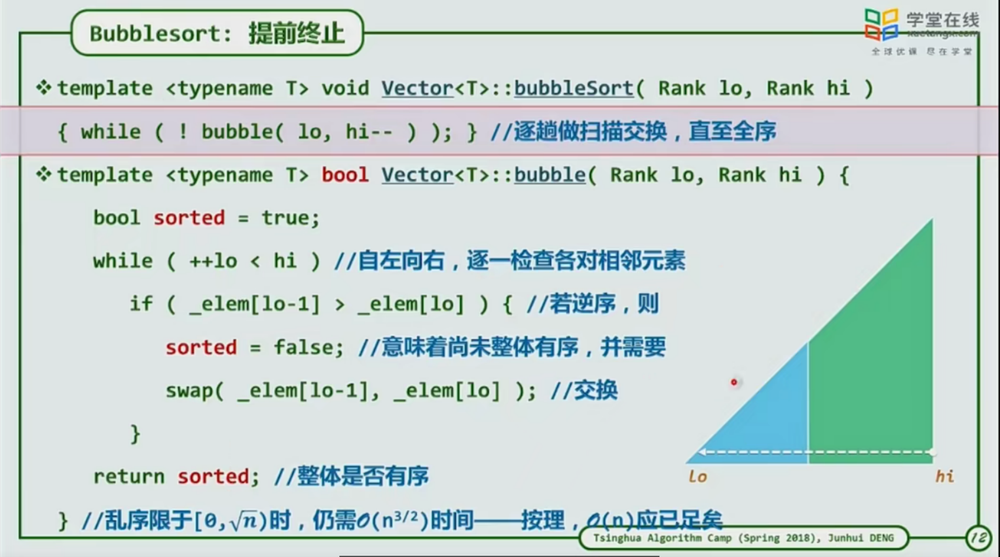 Bubblesort: 提前终止
学堂在线
xuetangx.com
全球优课 尽在学堂
❖ template <typename T> void Vector<T>::bubbleSort( Rank lo, Rank hi )
{ while ( ! bubble( lo, hi-- ) ); } //逐趟做扫描交换，直至全序
❖ template <typename T> bool Vector<T>::bubble( Rank lo, Rank hi ) {
bool sorted = true;
while ( ++lo < hi ) //自左向右，逐一检查各对相邻元素
if ( _elem[lo-1] > _elem[lo] ) { //若逆序，则
sorted = false; //意味着尚未整体有序，并需要
swap( _elem[lo-1], _elem[lo] ); //交换
}
return sorted; //整体是否有序
lo
hi
} //乱序限于[0,√n)时，仍需O(n^3/2)时间——按理，O(n)应已足矣
Tsinghua Algorithm Camp (Spring 2018), Junhui DENG
12